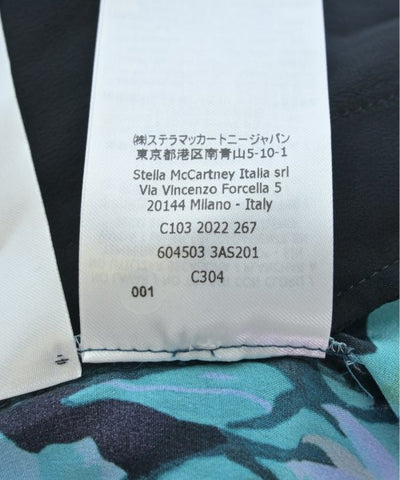 ㈱ステラマッカートニージャパン
東京都港区南青山5-10-1
Stella McCartney Italia srl
Via Vincenzo Forcella 5
20144 Milano - Italy
C103 2022 267
604503 3AS201
C304
001